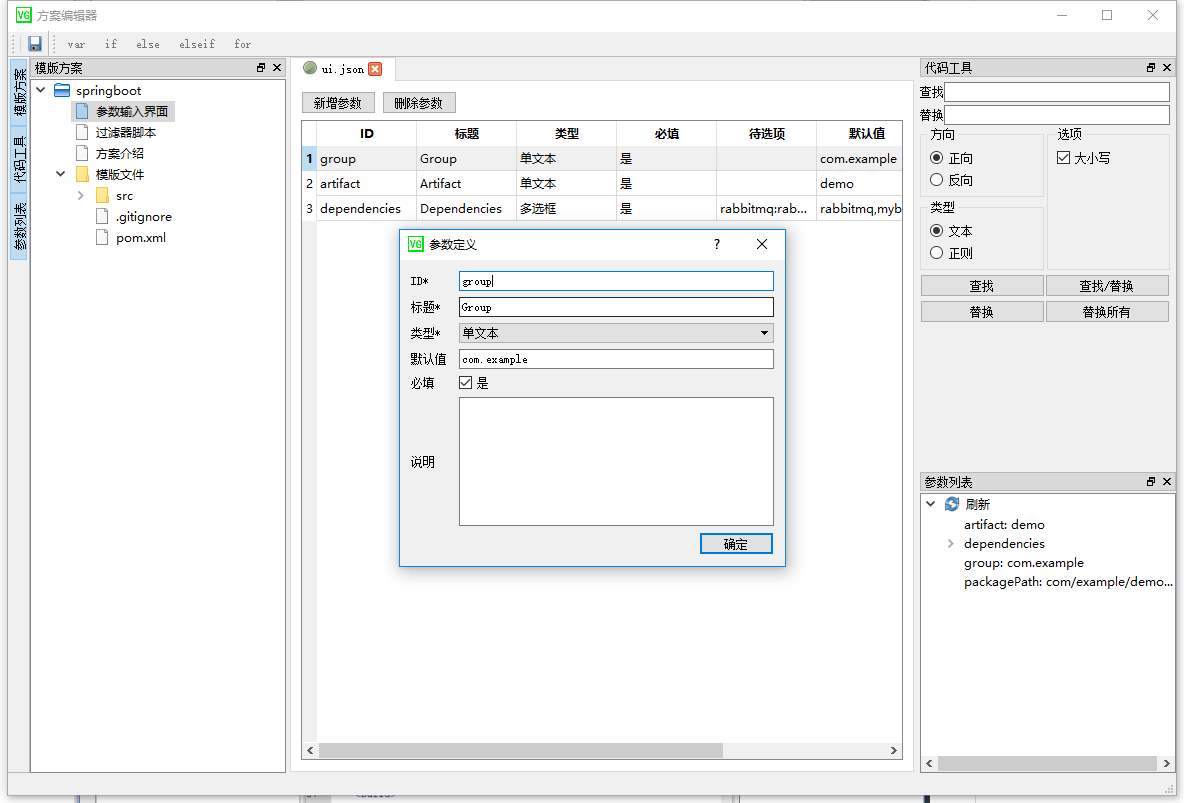 VG 方案编辑器
var if else elseif for
模版方案
代码工具
参数列表
模版方案
springboot
参数输入界面
过滤器脚本
方案介绍
模版文件
src
.gitignore
pom.xml
ui.json
新增参数 删除参数
ID 标题 类型 必填 待选项 默认值
1 group Group 单文本 是 com.example
2 artifact Artifact 单文本 是 demo
3 dependencies Dependencies 多选框 是 rabbitmq:rab... rabbitmq,myb
VG 参数定义 ?
ID* group
标题* Group
类型* 单文本
默认值 com.example
必填 是
说明
确定
代码工具
查找
替换
方向
正向
反向
选项
大小写
类型
文本
正则
查找 查找/替换
替换 替换所有
参数列表
刷新
artifact: demo
dependencies
group: com.example
packagePath: com/example/demo...